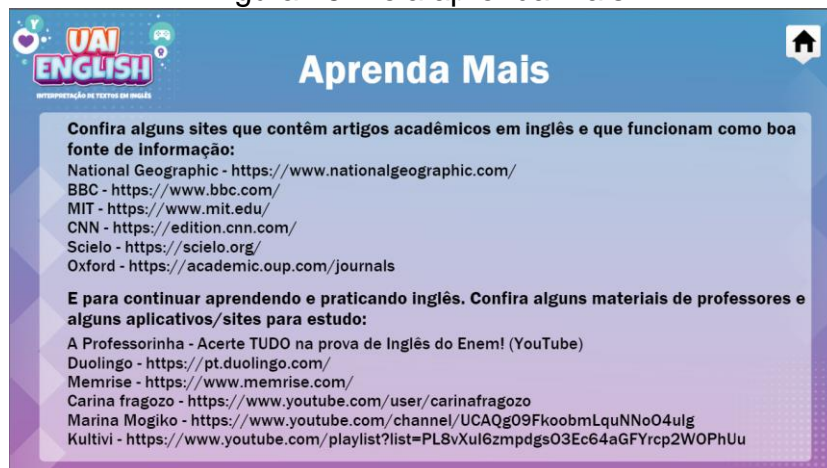 UAI
ENGLISH
INTERPRETAÇÃO DE TEXTOS EM INGLÊS
Aprenda Mais
Confira alguns sites que contêm artigos acadêmicos em inglês e que funcionam como boa
fonte de informação:
National Geographic - https://www.nationalgeographic.com/
BBC - https://www.bbc.com/
MIT - https://www.mit.edu/
CNN - https://edition.cnn.com/
Scielo - https://scielo.org/
Oxford - https://academic.oup.com/journals
E para continuar aprendendo e praticando inglês. Confira alguns materiais de professores e
alguns aplicativos/sites para estudo:
A Professorinha - Acerte TUDO na prova de Inglês do Enem! (YouTube)
Duolingo - https://pt.duolingo.com/
Memrise - https://www.memrise.com/
Carina fragozo - https://www.youtube.com/user/carinafragozo
Marina Mogiko - https://www.youtube.com/channel/UCAQg09FkoobmLquNNoO4ulg
Kultivi - https://www.youtube.com/playlist?list=PL8vXuI6zmpdgsO3Ec64aGFYrcp2WOPhUu